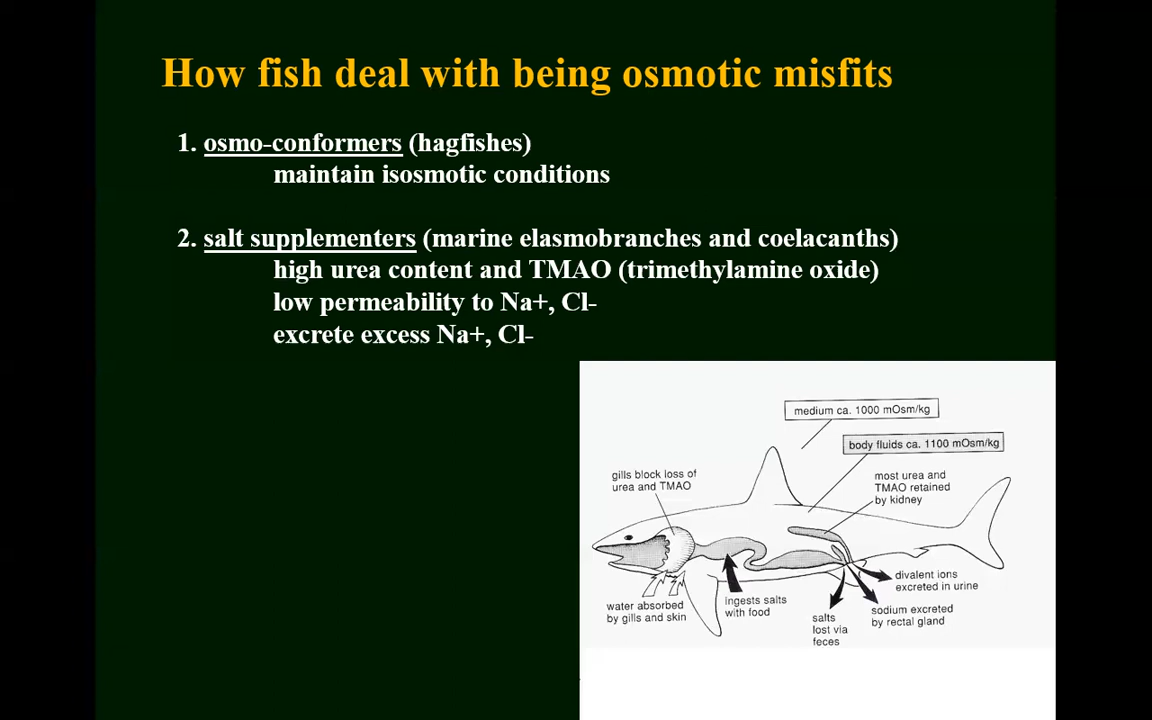 How fish deal with being osmotic misfits
1. osmo-conformers (hagfishes)
maintain isosmotic conditions
2. salt supplementers (marine elasmobranches and coelacanths)
high urea content and TMAO (trimethylamine oxide)
low permeability to Na+, Cl-
excrete excess Na+, Cl-
medium ca. 1000 mOsm/kg
body fluids ca. 1100 mOsm/kg
gills block loss of
urea and TMAO
most urea and
TMAO retained
by kidney
water absorbed
by gills and skin
ingests salts
with food
salts
lost via
feces
sodium excreted
by rectal gland
divalent ions
excreted in urine